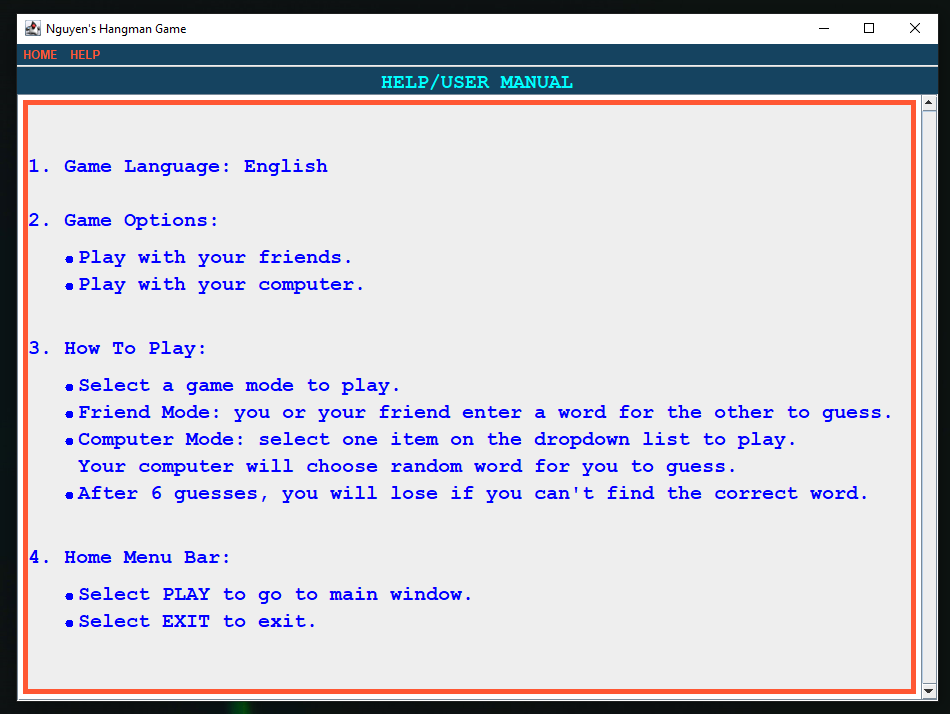 Nguyen's Hangman Game
HOME HELP
HELP/USER MANUAL
1. Game Language: English
2. Game Options:
Play with your friends.
Play with your computer.
3. How To Play:
Select a game mode to play.
Friend Mode: you or your friend enter a word for the other to guess.
Computer Mode: select one item on the dropdown list to play.
Your computer will choose random word for you to guess.
After 6 guesses, you will lose if you can't find the correct word.
4. Home Menu Bar:
Select PLAY to go to main window.
Select EXIT to exit.